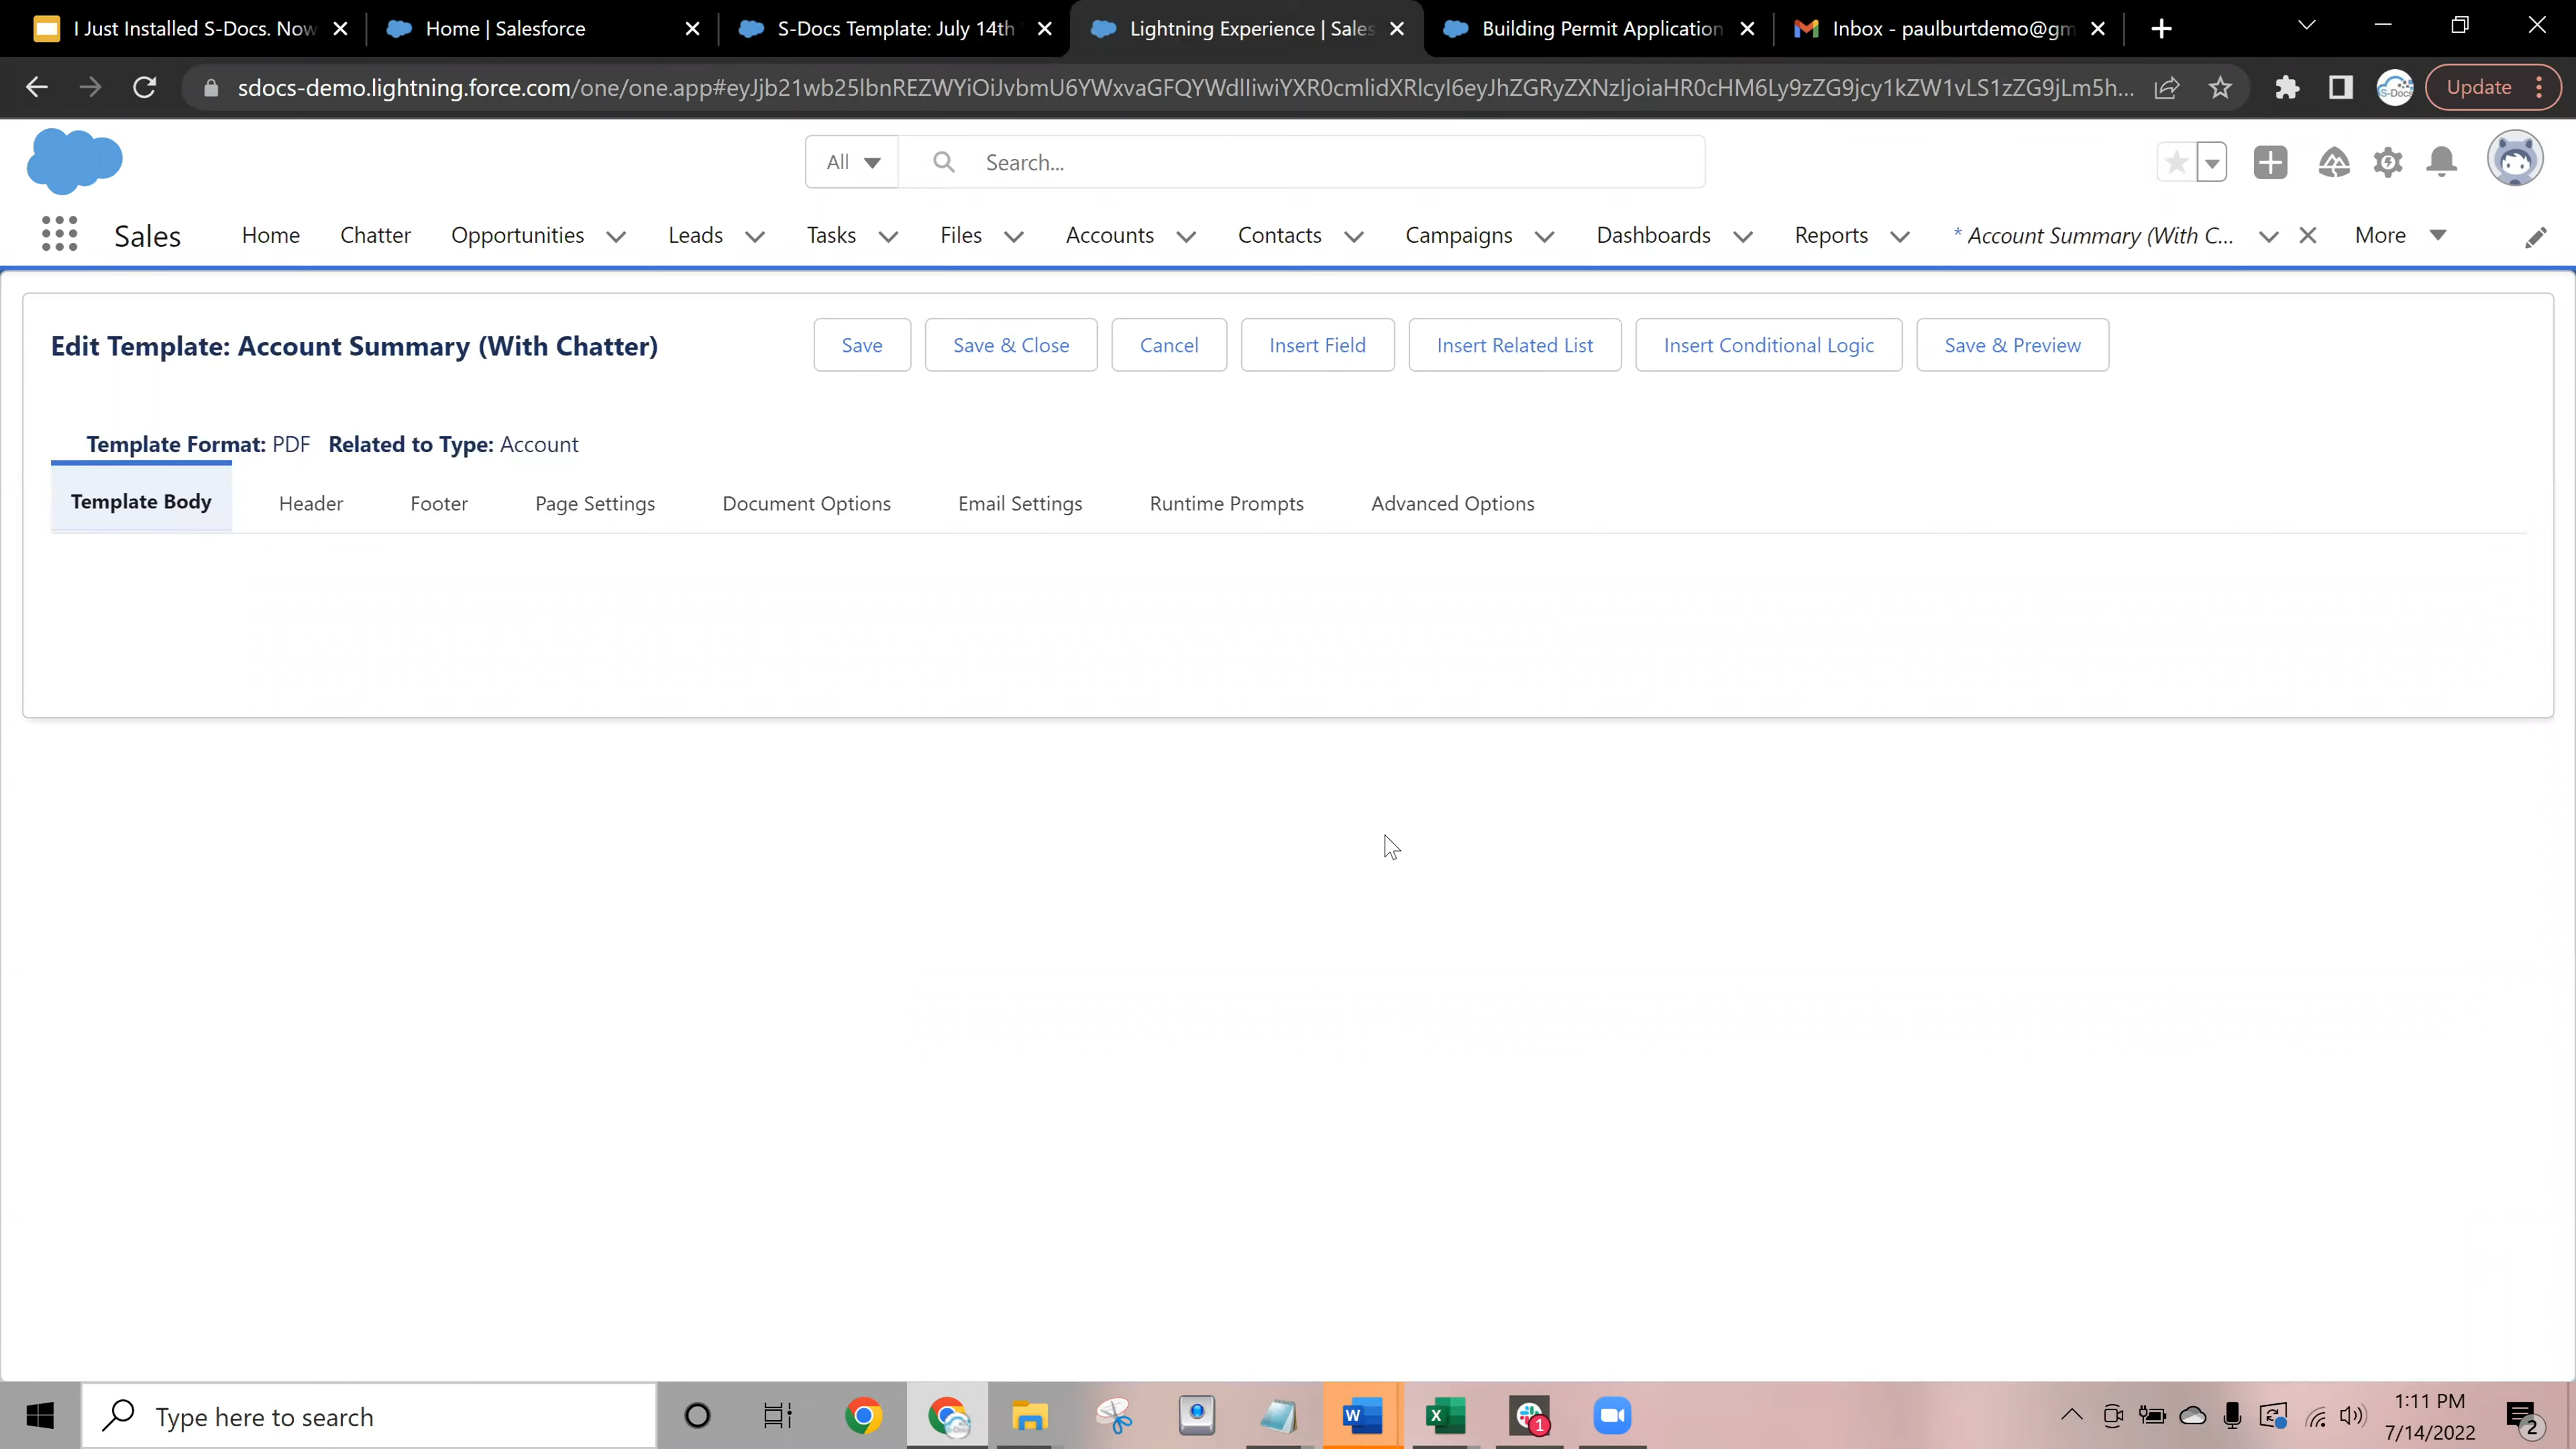 I Just Installed S-Docs. Now
Home | Salesforce
S-Docs Template: July 14th
Lightning Experience | Sales
Building Permit Application
Inbox - paulburtdemo@gm
sdocs-demo.lightning.force.com/one/one.app#eyJjb21wb25lbnREZWYiOiJvbmU6YWxvaGFQYWdlIiwiYXR0cmlidXRlcyI6eyJhZGRyZXNzIjoiaHR0cHM6Ly9zZG9jcy1kZW1vLS1zZG9jLm5h...
Update
All
Search...
Sales
Home
Chatter
Opportunities
Leads
Tasks
Files
Accounts
Contacts
Campaigns
Dashboards
Reports
* Account Summary (With C...
More
Edit Template: Account Summary (With Chatter)
Save
Save & Close
Cancel
Insert Field
Insert Related List
Insert Conditional Logic
Save & Preview
Template Format: PDF Related to Type: Account
Template Body
Header
Footer
Page Settings
Document Options
Email Settings
Runtime Prompts
Advanced Options
Type here to search
1
1:11 PM
7/14/2022
2